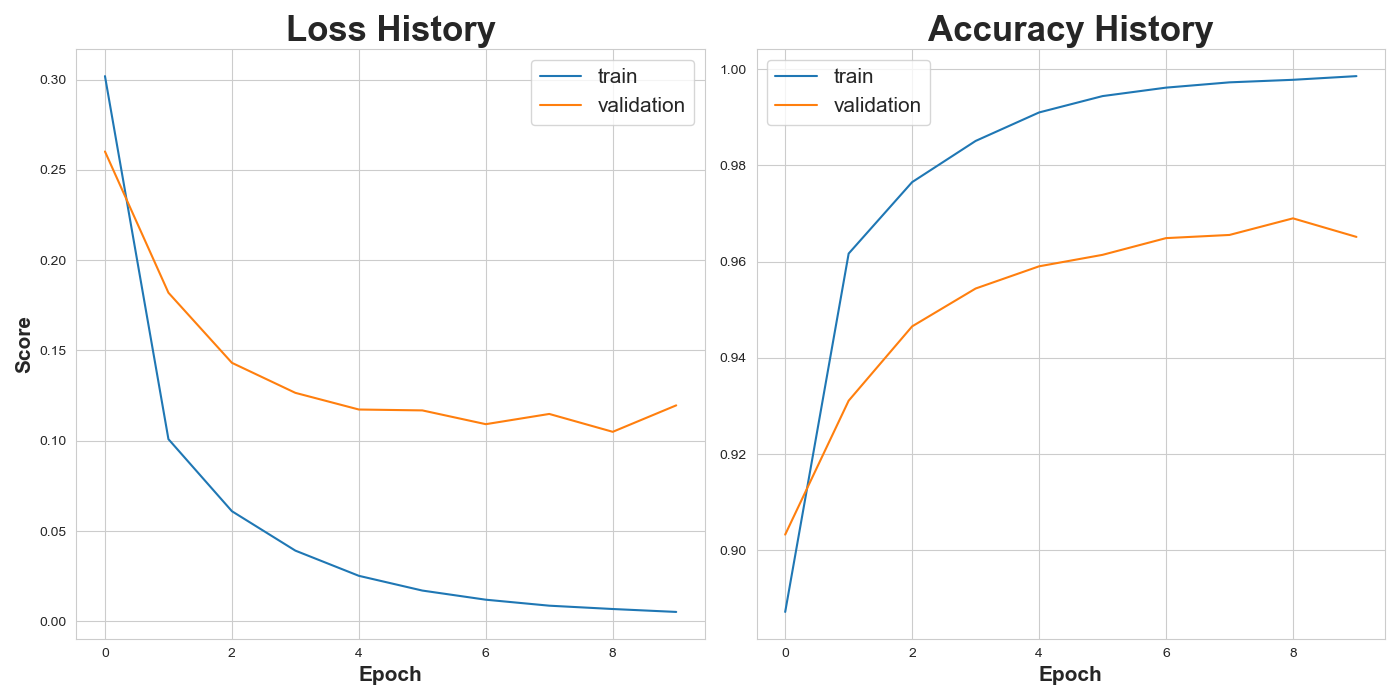 Loss History
train
validation
0.30
0.25
0.20
0.15
0.10
0.05
0.00
Score
0 2 4 6 8
Epoch
Accuracy History
train
validation
1.00
0.98
0.96
0.94
0.92
0.90
0 2 4 6 8
Epoch